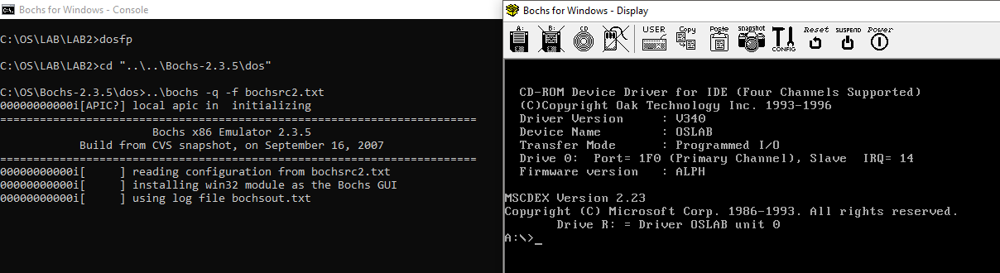 Bochs for Windows - Console
C:\OS\LAB\LAB2>dosfp
C:\OS\LAB\LAB2>cd "..\..\Bochs-2.3.5\dos"
C:\OS\Bochs-2.3.5\dos>..\bochs -q -f bochsrc2.txt
00000000000i[APIC?] local apic in  initializing
========================================================================
Bochs x86 Emulator 2.3.5
Build from CVS snapshot, on September 16, 2007
========================================================================
00000000000i[     ] reading configuration from bochsrc2.txt
00000000000i[     ] installing win32 module as the Bochs GUI
00000000000i[     ] using log file bochsout.txt
Bochs for Windows - Display
A: B: CD USER Copy Paste snapshot CONFIG Reset SUSPEND Power
CD-ROM Device Driver for IDE (Four Channels Supported)
(C)Copyright Oak Technology Inc. 1993-1996
Driver Version     : V340
Device Name        : OSLAB
Transfer Mode      : Programmed I/O
Drive 0:  Port= 1F0 (Primary Channel), Slave  IRQ= 14
Firmware version   : ALPH
MSCDEX Version 2.23
Copyright (C) Microsoft Corp. 1986-1993. All rights reserved.
Drive R: = Driver OSLAB unit 0
A:\>_